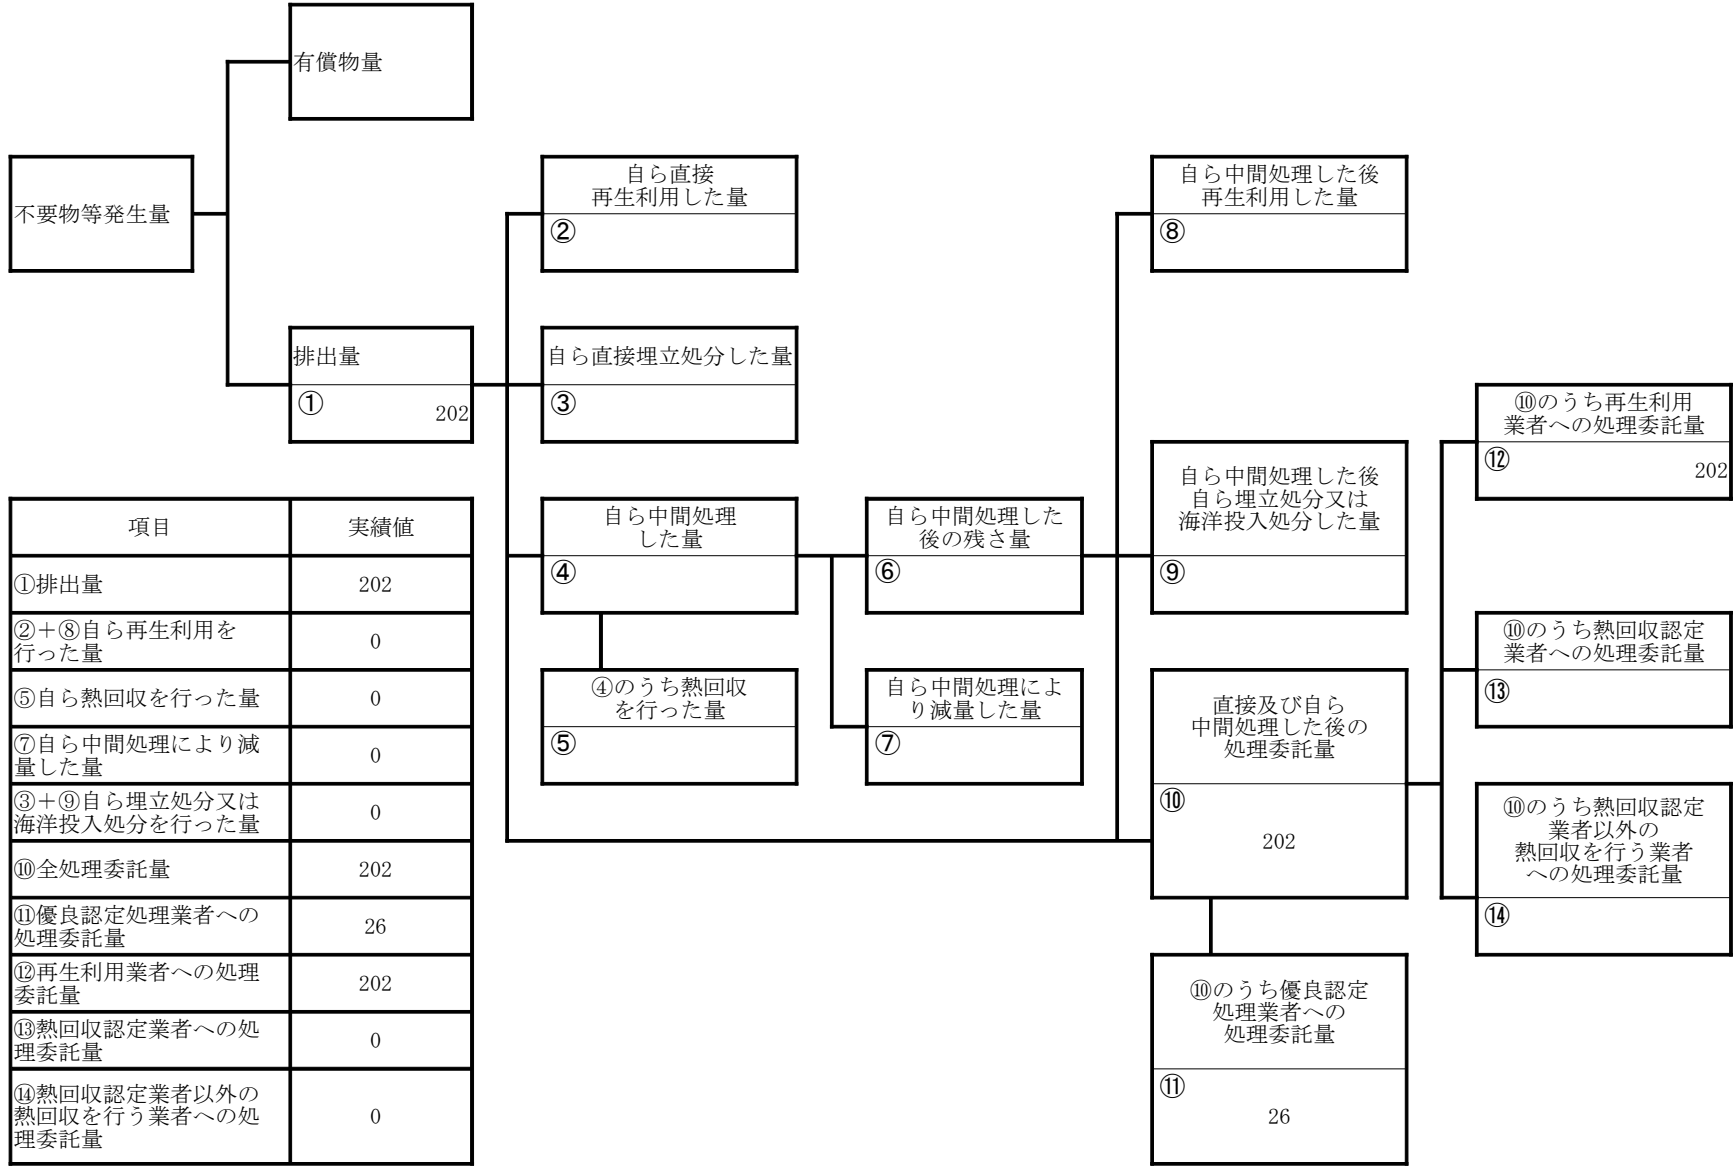 有償物量
不要物等発生量
自ら直接
再生利用した量
②
自ら中間処理した後
再生利用した量
⑧
排出量
①
202
自ら直接埋立処分した量
③
⑩のうち再生利用
業者への処理委託量
⑫
202
自ら中間処理
した量
④
自ら中間処理した
後の残さ量
⑥
自ら中間処理した後
自ら埋立処分又は
海洋投入処分した量
⑨
⑩のうち熱回収認定
業者への処理委託量
⑬
④のうち熱回収
を行った量
⑤
自ら中間処理によ
り減量した量
⑦
直接及び自ら
中間処理した後の
処理委託量
⑩
202
⑩のうち熱回収認定
業者以外の
熱回収を行う業者
への処理委託量
⑭
⑩のうち優良認定
処理業者への
処理委託量
⑪
26
項目 実績値
①排出量 202
②＋⑧自ら再生利用を
行った量 0
⑤自ら熱回収を行った量 0
⑦自ら中間処理により減
量した量 0
③＋⑨自ら埋立処分又は
海洋投入処分を行った量 0
⑩全処理委託量 202
⑪優良認定処理業者への
処理委託量 26
⑫再生利用業者への処理
委託量 202
⑬熱回収認定業者への処
理委託量 0
⑭熱回収認定業者以外の
熱回収を行う業者への処
理委託量 0